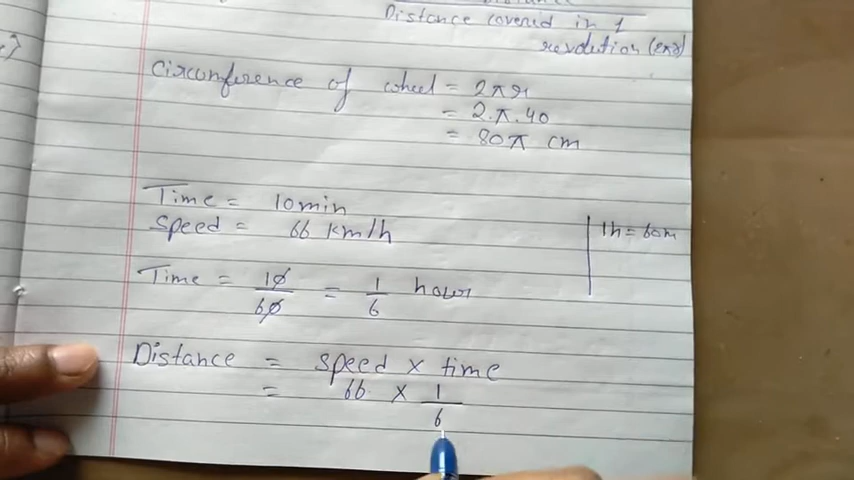 Distance covered in 1
revolution
Circumference of wheel = 2πr
= 2.π.40
= 80π cm
Time = 10min
Speed = 66 km/h
1h = 60m
Time = 10/60 = 1/6 hour
Distance = speed × time
= 66 × 1/6